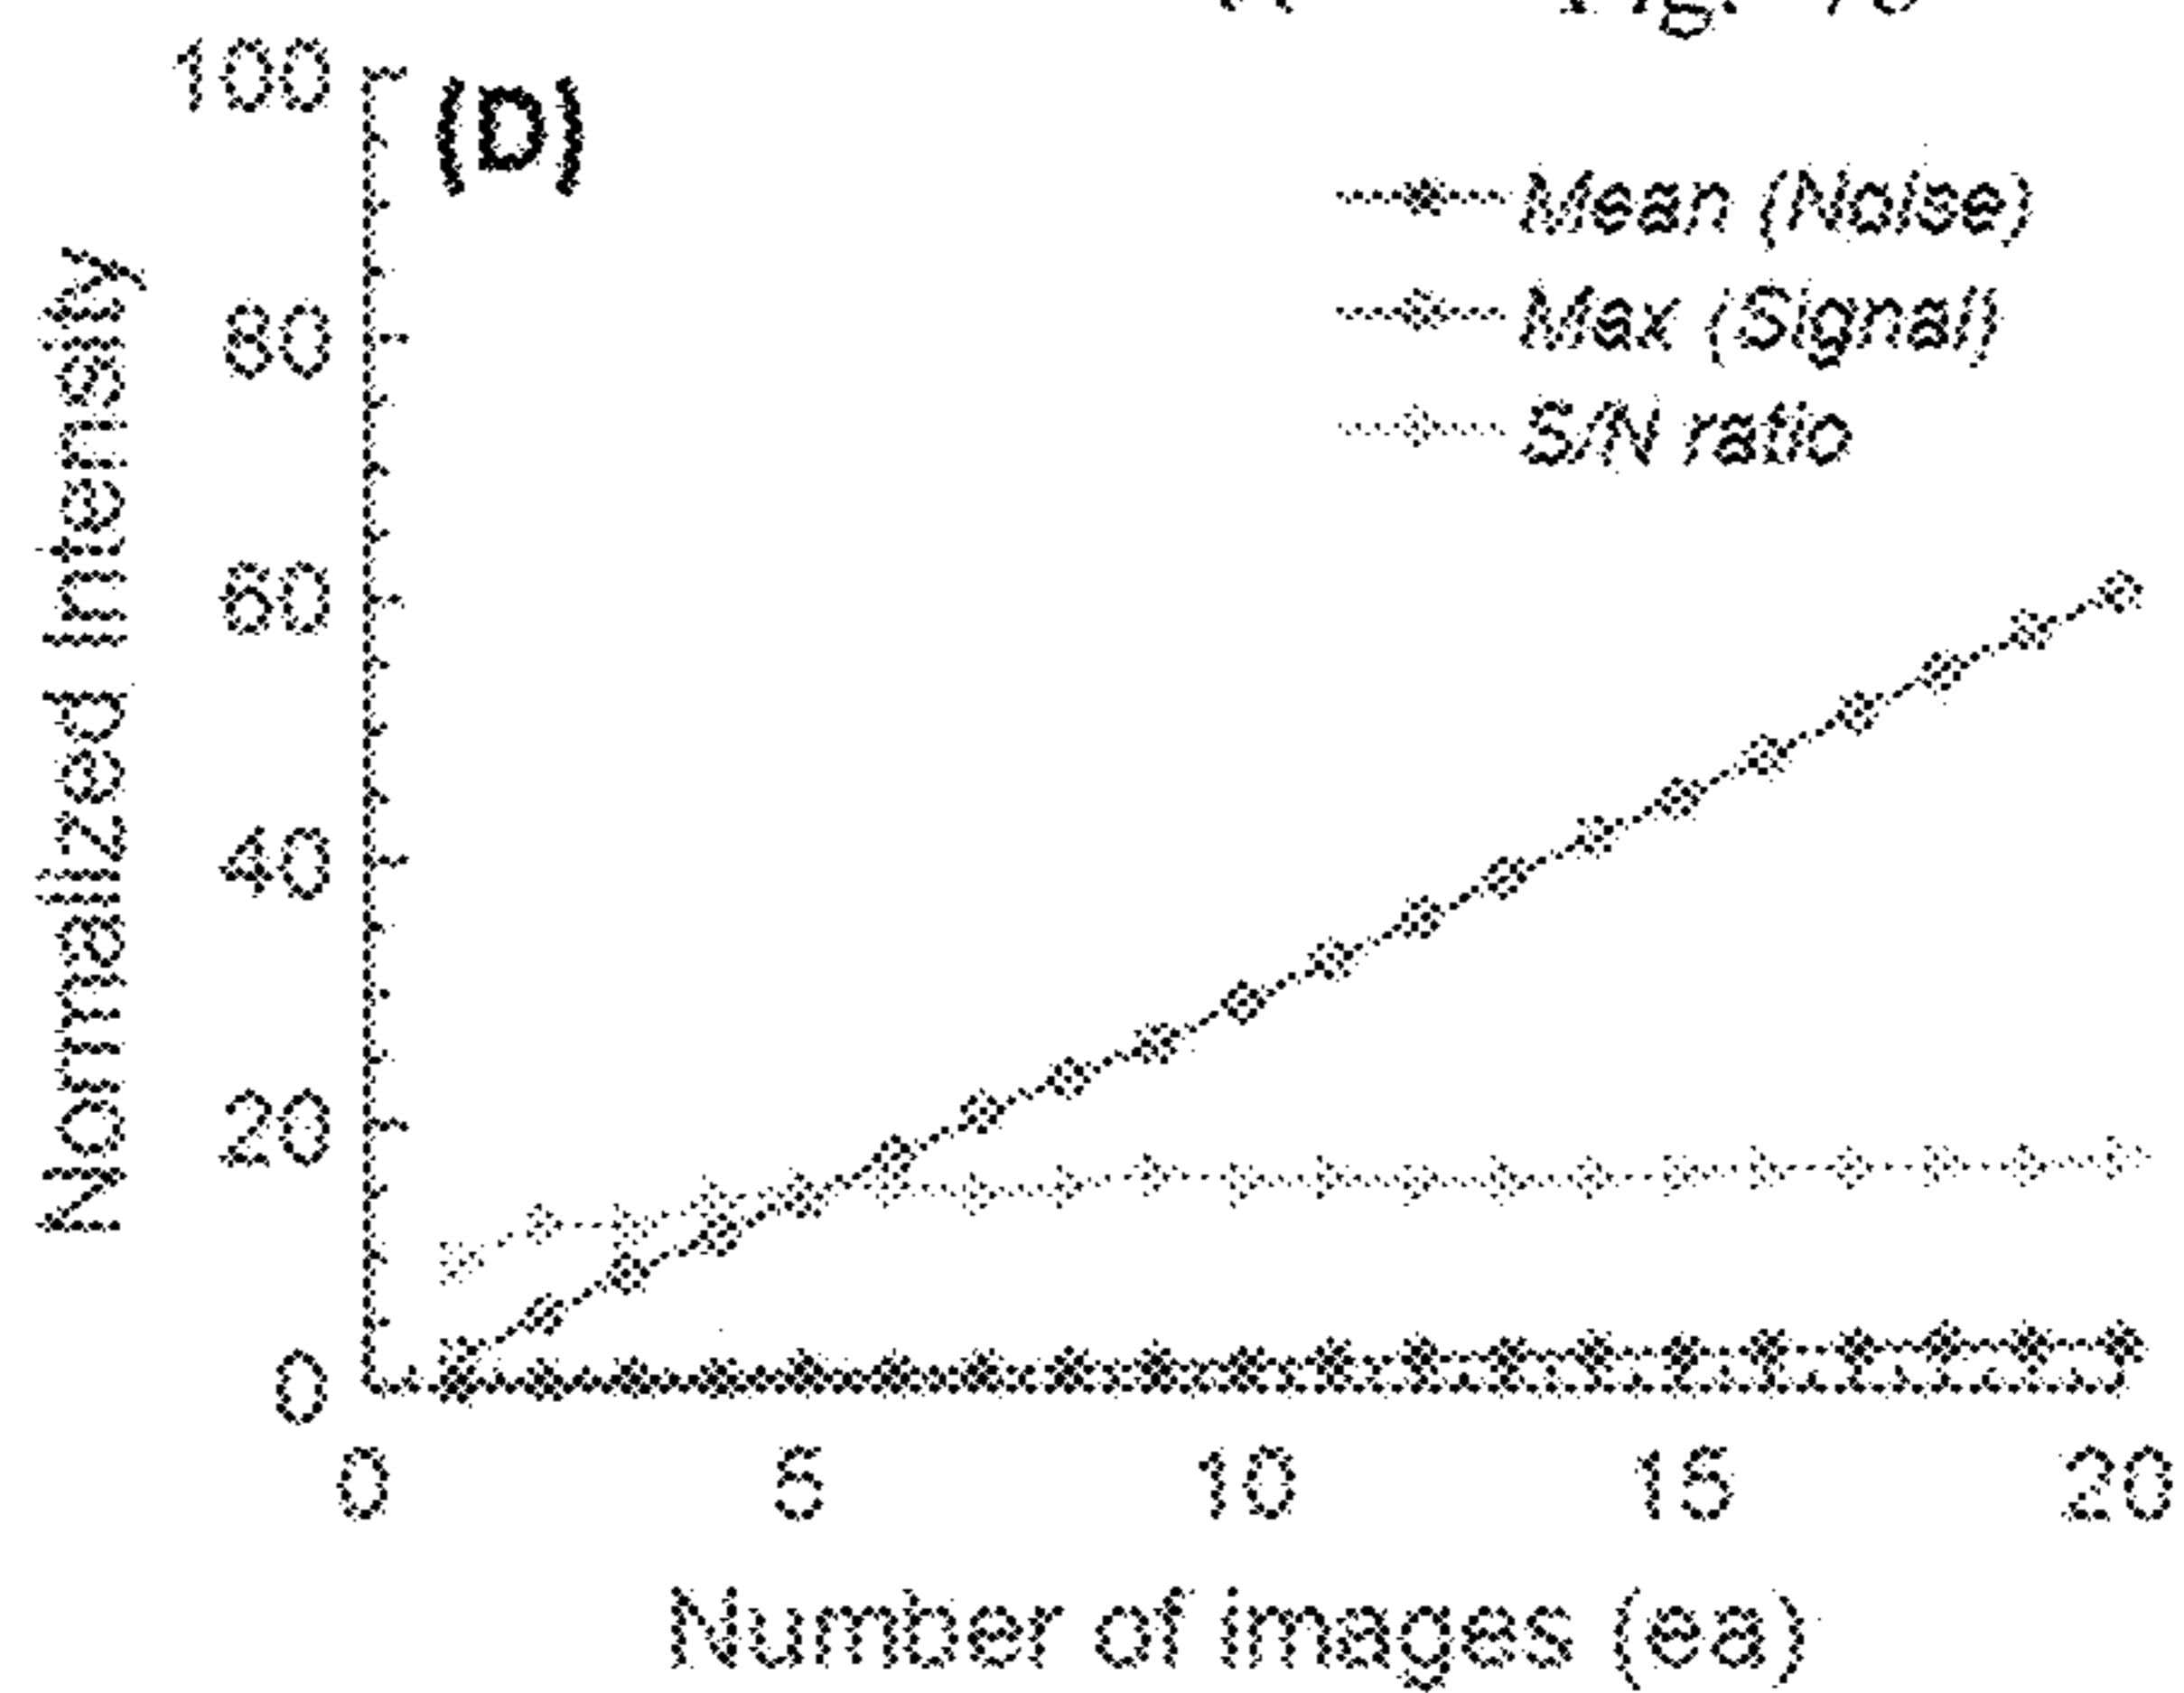 100
(D)
Mean (Noise)
Max (Signal)
S/N ratio
80
60
40
20
0
Normalized Intensity
0 5 10 15 20
Number of images (ea)